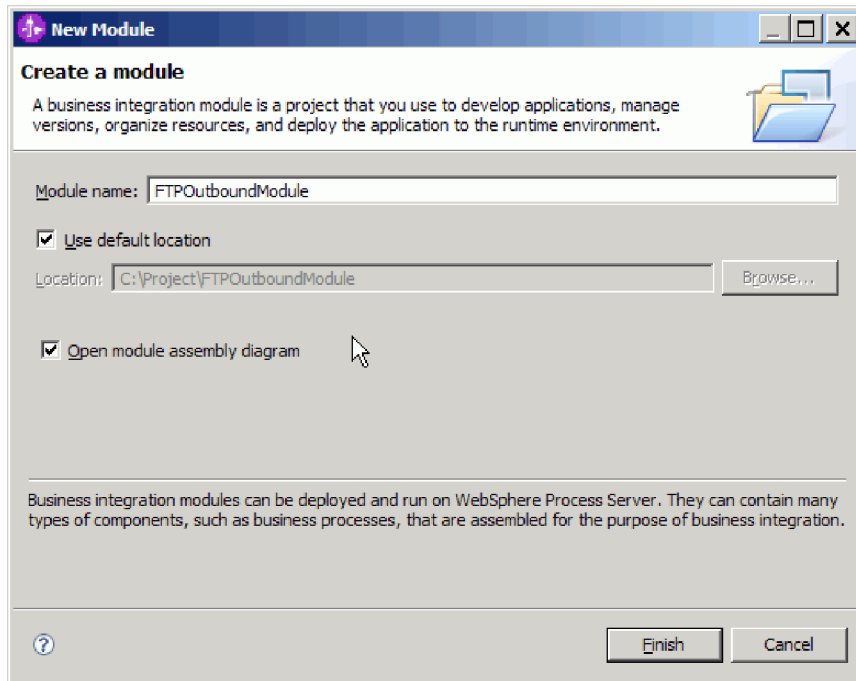 New Module
Create a module
A business integration module is a project that you use to develop applications, manage
versions, organize resources, and deploy the application to the runtime environment.
Module name: FTPOutboundModule
Use default location
Location: C:\Project\FTPOutboundModule Browse...
Open module assembly diagram
Business integration modules can be deployed and run on WebSphere Process Server. They can contain many
types of components, such as business processes, that are assembled for the purpose of business integration.
? Finish Cancel